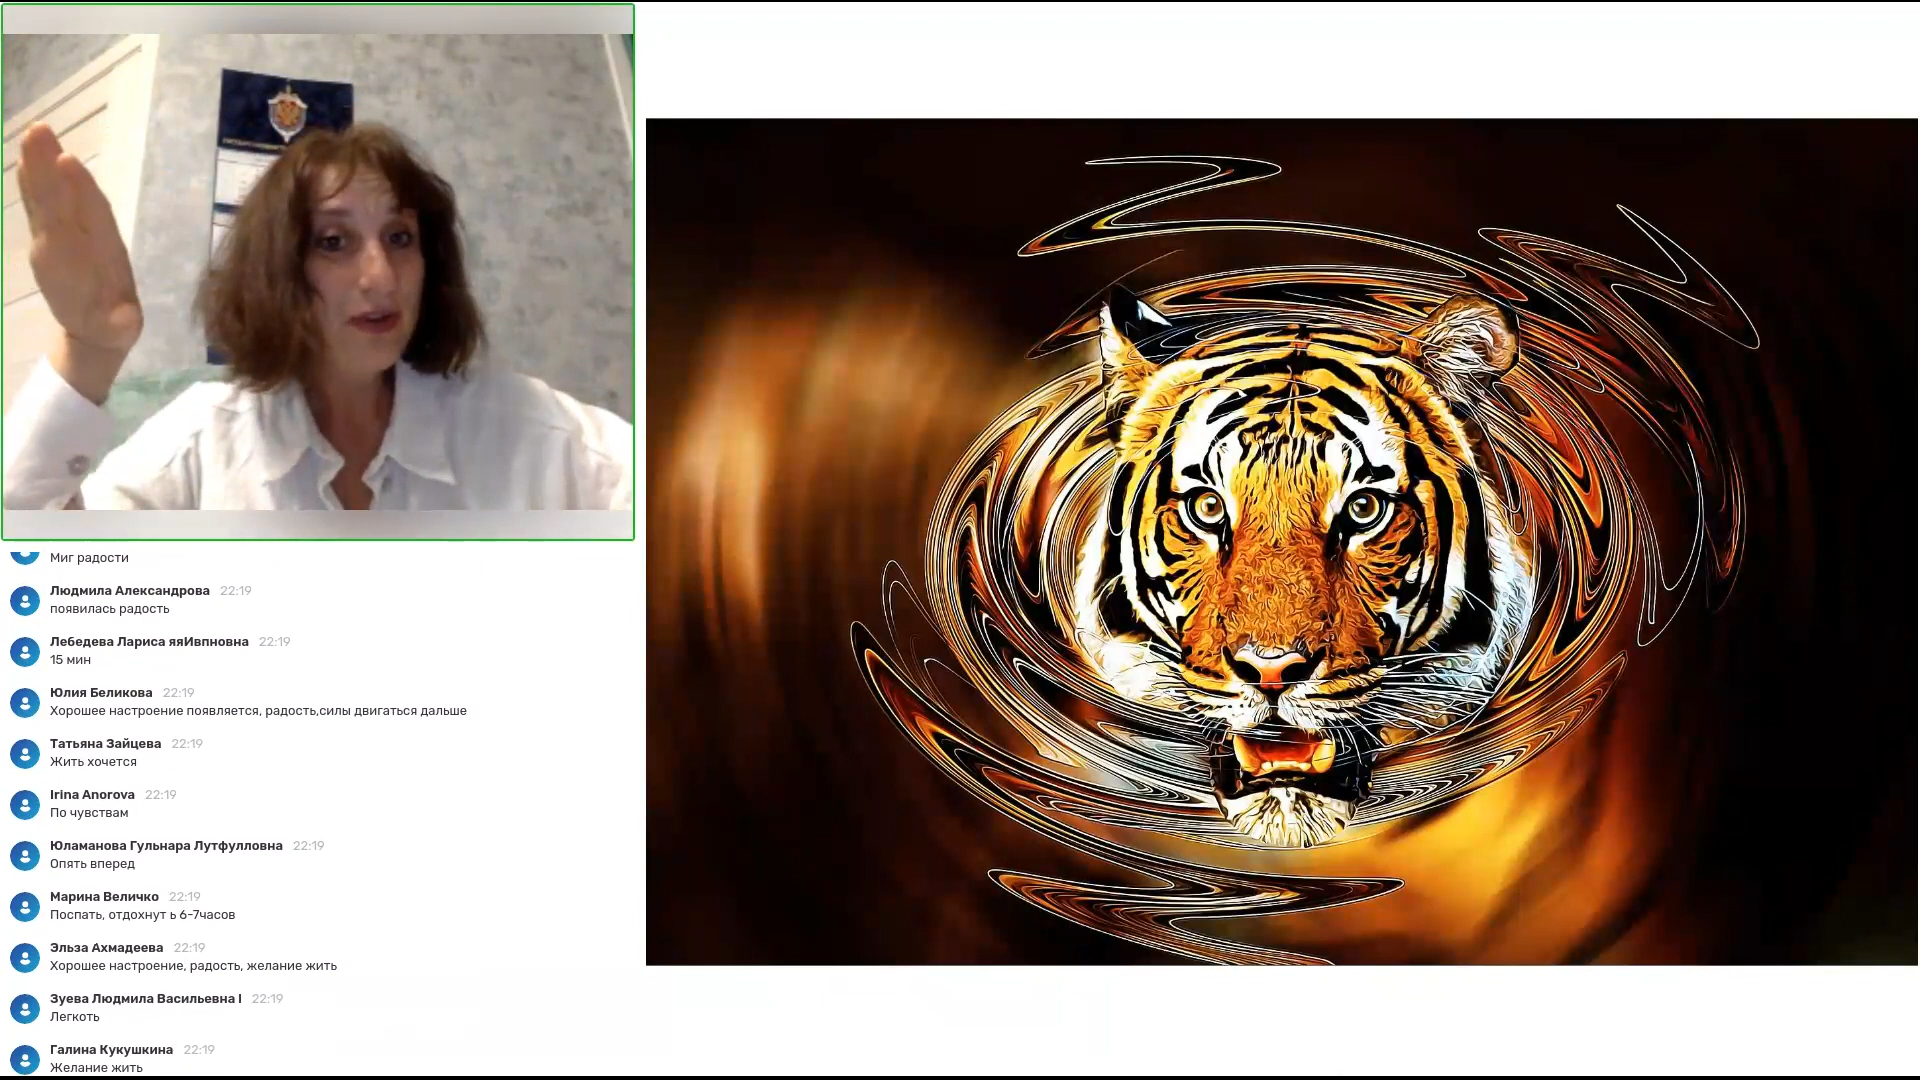 Миг радости
Людмила Александрова 22:19
появилась радость
Лебедева Лариса яяИвпновна 22:19
15 мин
Юлия Беликова 22:19
Хорошее настроение появляется, радость,силы двигаться дальше
Татьяна Зайцева 22:19
Жить хочется
Irina Anorova 22:19
По чувствам
Юламанова Гульнара Лутфулловна 22:19
Опять вперед
Марина Величко 22:19
Поспать, отдохнут ь 6-7часов
Эльза Ахмадеева 22:19
Хорошее настроение, радость, желание жить
Зуева Людмила Васильевна I 22:19
Легкоть
Галина Кукушкина 22:19
Желание жить